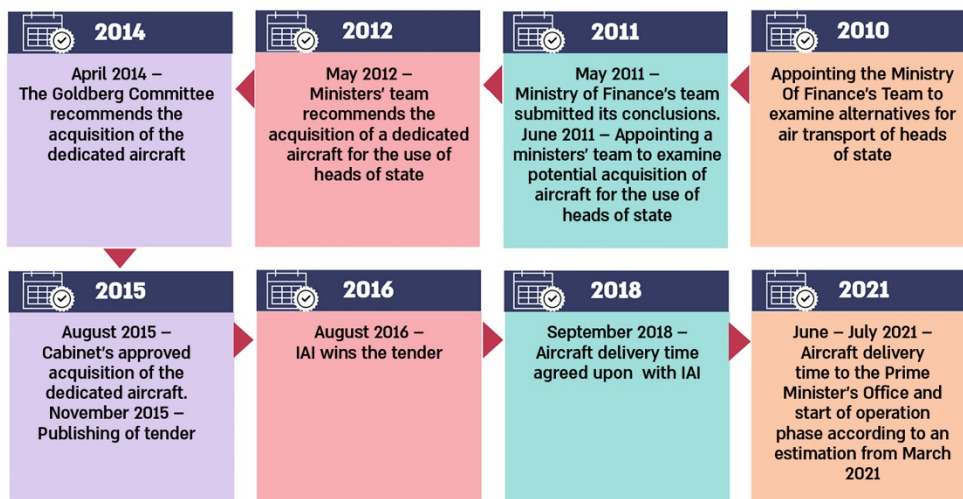 2010
Appointing the Ministry
Of Finance's Team to
examine alternatives for
air transport of heads
of state
2011
May 2011 –
Ministry of Finance's team
submitted its conclusions.
June 2011 – Appointing a
ministers' team to examine
potential acquisition of
aircraft for the use of
heads of state
2012
May 2012 –
Ministers' team
recommends the
acquisition of a dedicated
aircraft for the use of
heads of state
2014
April 2014 –
The Goldberg Committee
recommends the
acquisition of the
dedicated aircraft
2015
August 2015 –
Cabinet's approved
acquisition of the
dedicated aircraft.
November 2015 –
Publishing of tender
2016
August 2016 –
IAI wins the tender
2018
September 2018 –
Aircraft delivery time
agreed upon with IAI
2021
June – July 2021 –
Aircraft delivery
time to the Prime
Minister's Office and
start of operation
phase according to an
estimation from March
2021